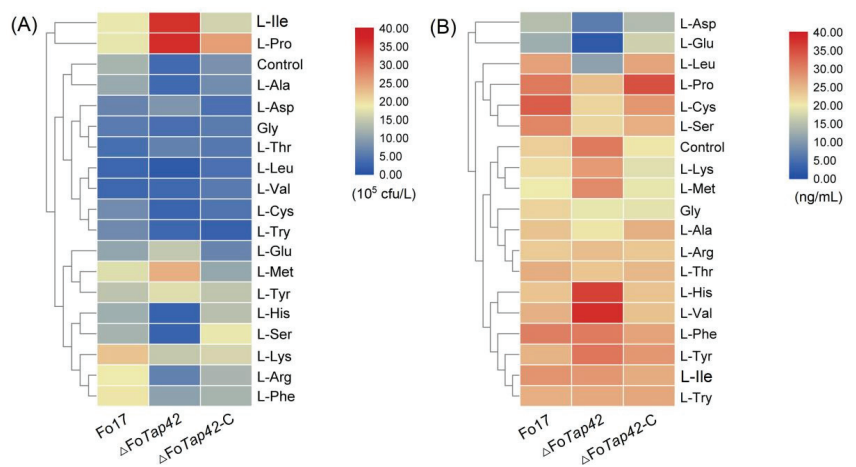 (A)
L-Ile
L-Pro
Control
L-Ala
L-Asp
Gly
L-Thr
L-Leu
L-Val
L-Cys
L-Try
L-Glu
L-Met
L-Tyr
L-His
L-Ser
L-Lys
L-Arg
L-Phe
Fo17
△FoTap42
△FoTap42-C
40.00
35.00
30.00
25.00
20.00
15.00
10.00
5.00
0.00
(10⁵ cfu/L)
(B)
L-Asp
L-Glu
L-Leu
L-Pro
L-Cys
L-Ser
Control
L-Lys
L-Met
Gly
L-Ala
L-Arg
L-Thr
L-His
L-Val
L-Phe
L-Tyr
L-Ile
L-Try
Fo17
△FoTap42
△FoTap42-C
40.00
35.00
30.00
25.00
20.00
15.00
10.00
5.00
0.00
(ng/mL)